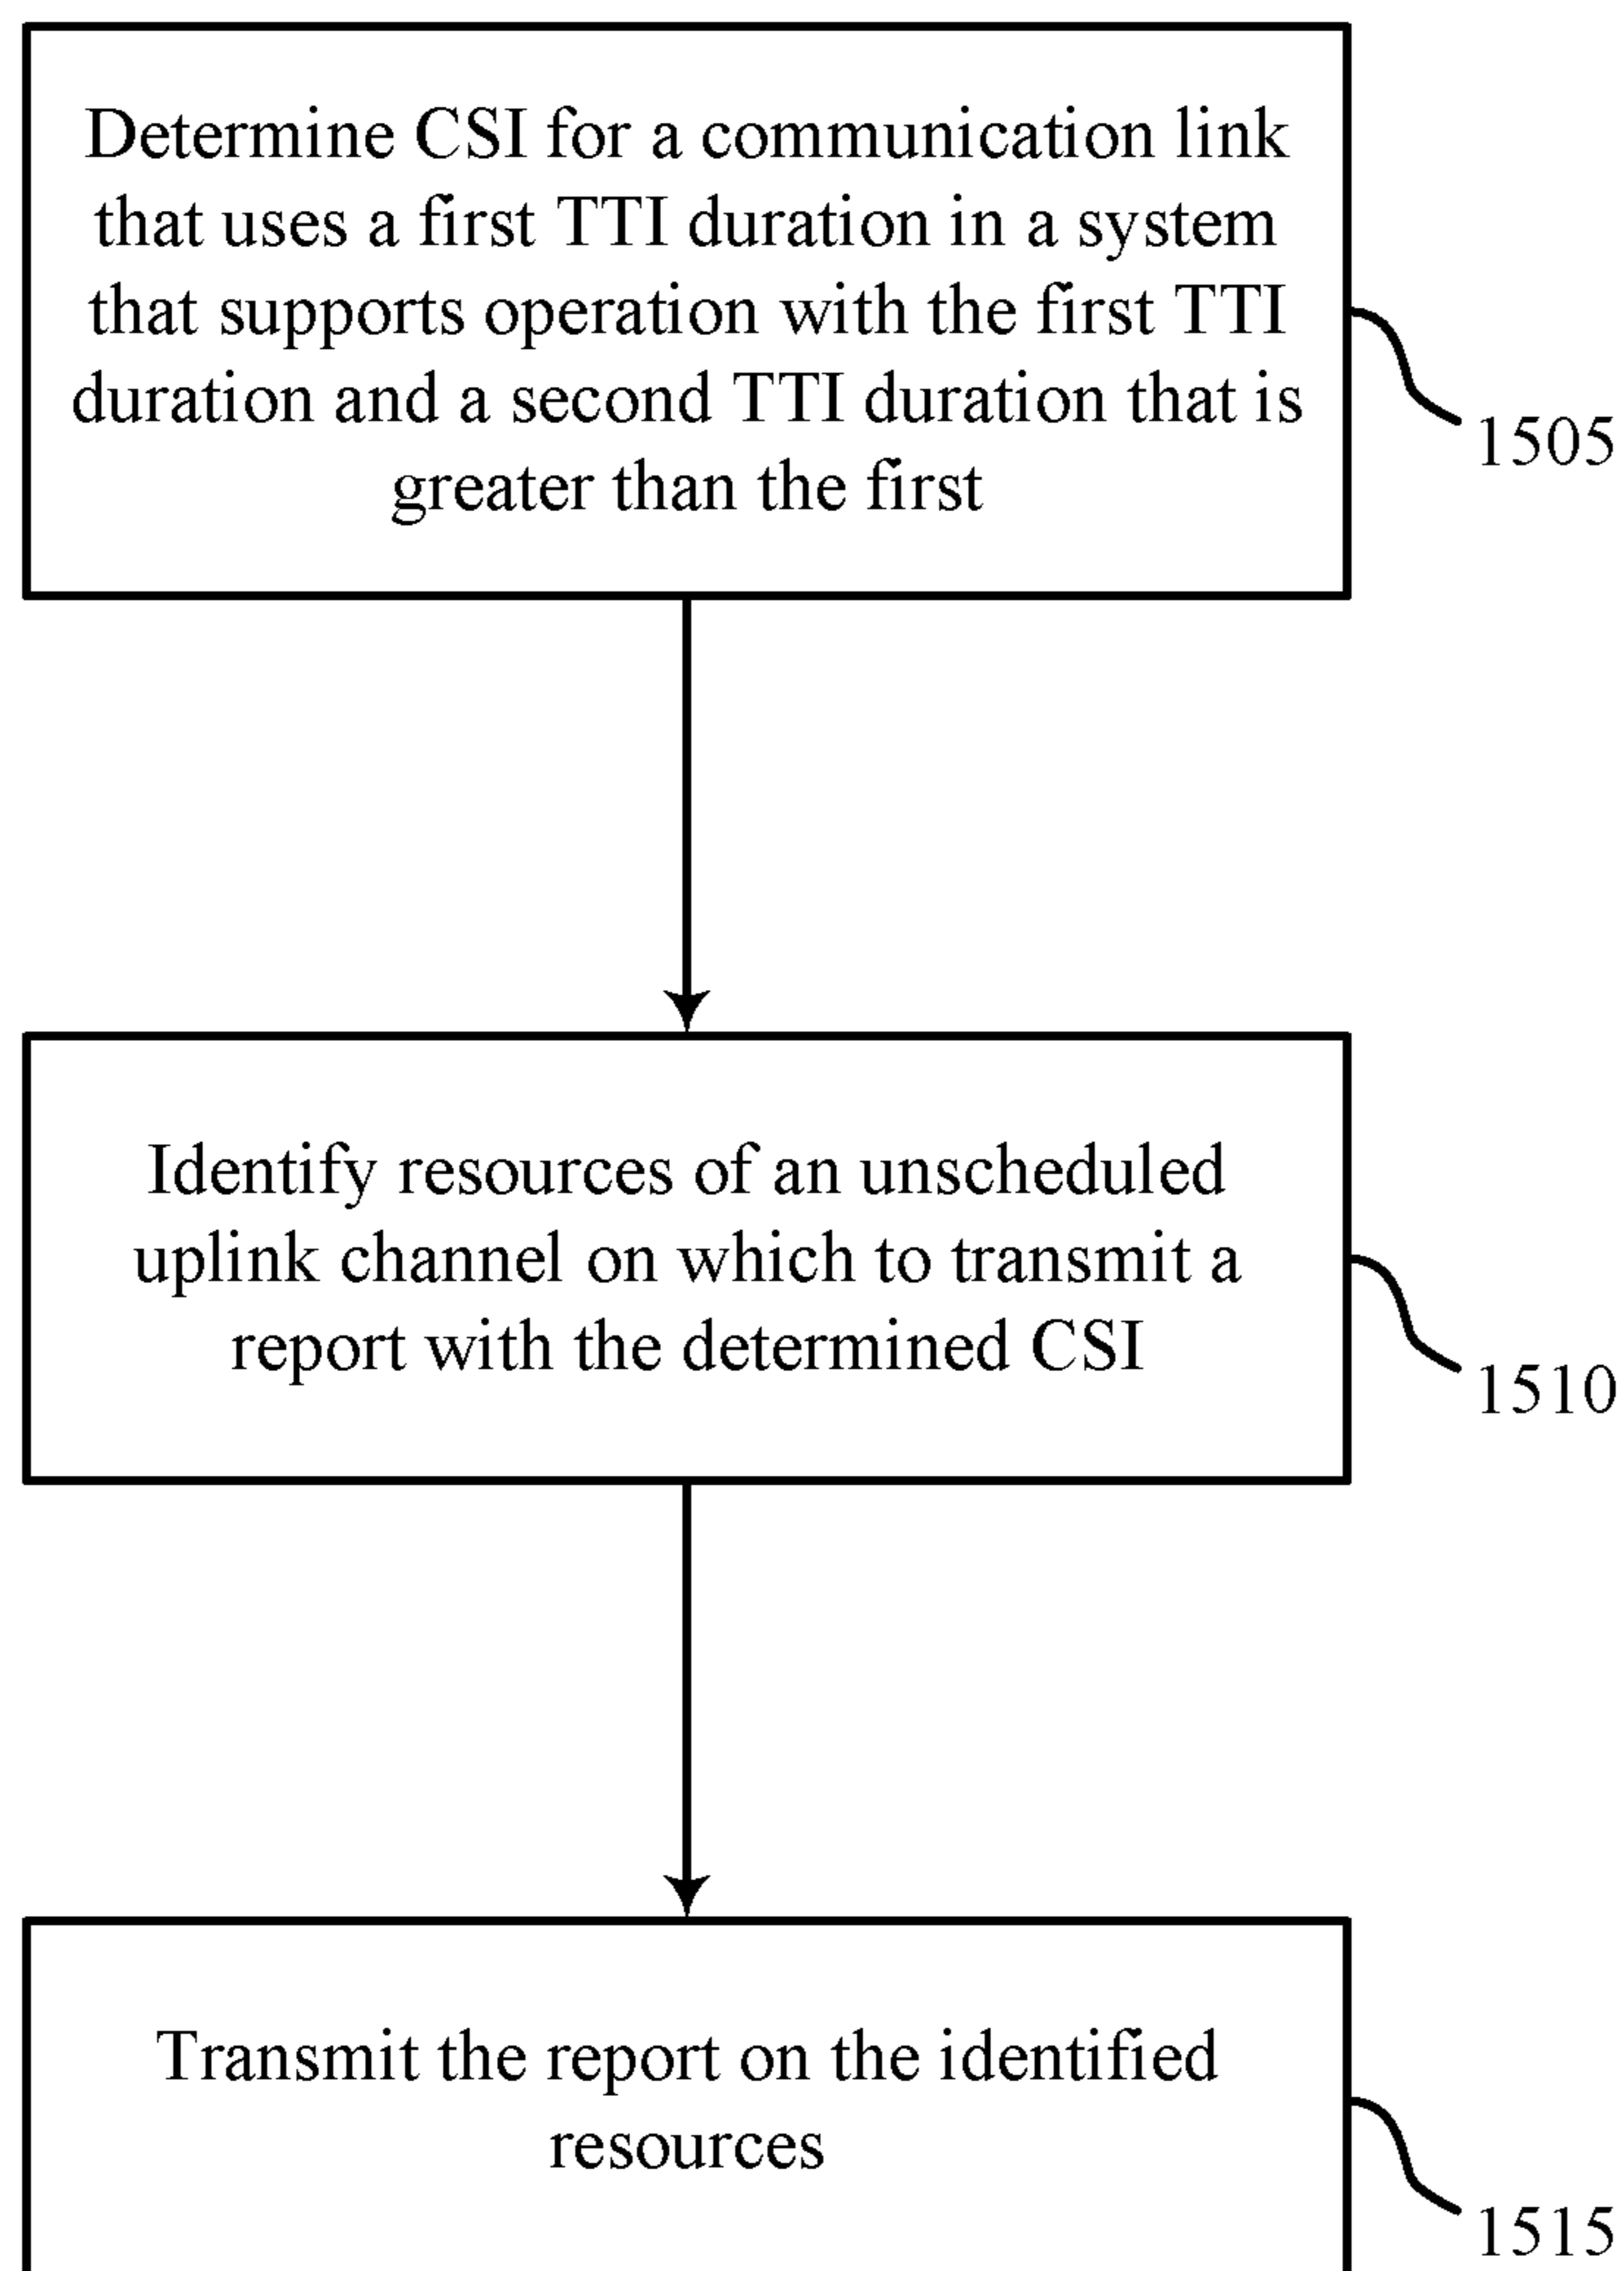 Determine CSI for a communication link
that uses a first TTI duration in a system
that supports operation with the first TTI
duration and a second TTI duration that is
greater than the first
1505
Identify resources of an unscheduled
uplink channel on which to transmit a
report with the determined CSI
1510
Transmit the report on the identified
resources
1515